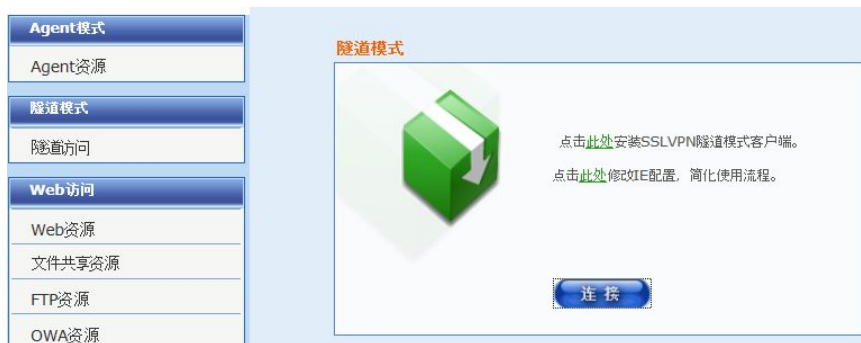 Agent模式
Agent资源
隧道模式
隧道访问
Web访问
Web资源
文件共享资源
FTP资源
OWA资源
隧道模式
点击此处安装SSLVPN隧道模式客户端。
点击此处修改IE配置，简化使用流程。
连 接